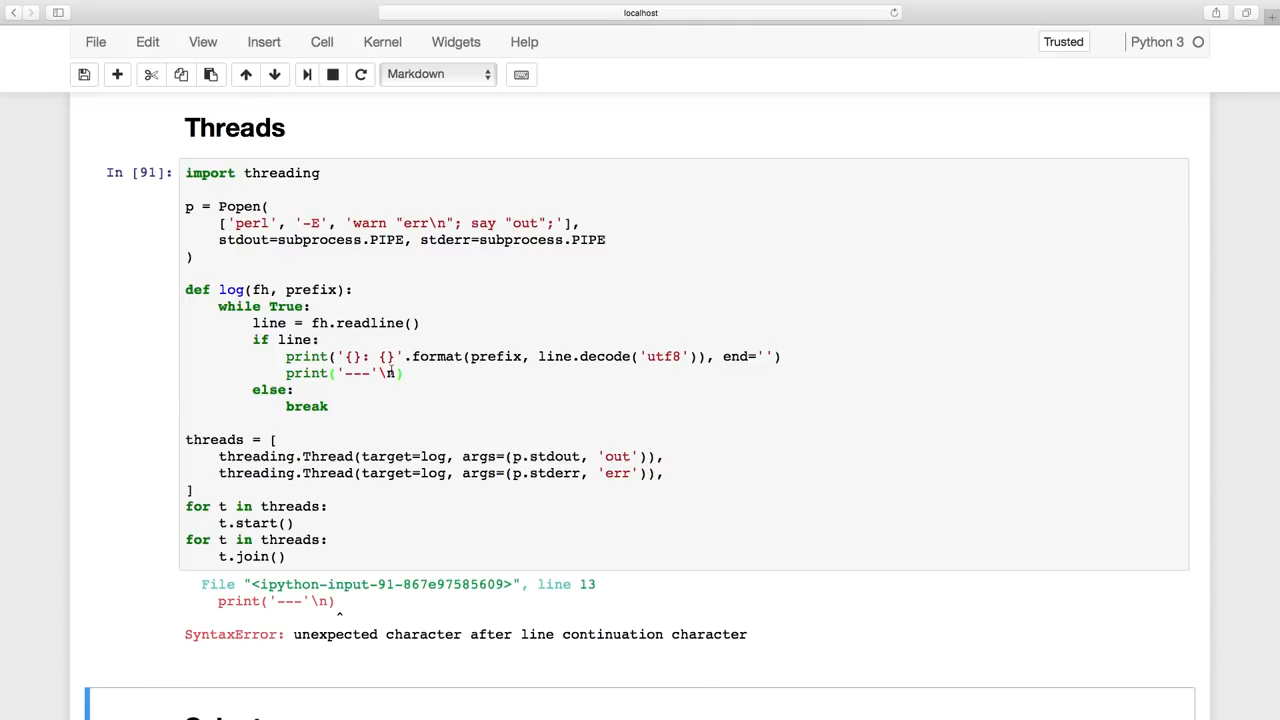 localhost
File Edit View Insert Cell Kernel Widgets Help Trusted Python 3
Markdown
Threads
In [91]: import threading
p = Popen(
['perl', '-E', 'warn "err\n"; say "out";'],
stdout=subprocess.PIPE, stderr=subprocess.PIPE
)
def log(fh, prefix):
while True:
line = fh.readline()
if line:
print('{}: {}'.format(prefix, line.decode('utf8')), end='')
print('---'\n)
else:
break
threads = [
threading.Thread(target=log, args=(p.stdout, 'out')),
threading.Thread(target=log, args=(p.stderr, 'err')),
]
for t in threads:
t.start()
for t in threads:
t.join()
File "<ipython-input-91-867e97585609>", line 13
print('---'\n)
^
SyntaxError: unexpected character after line continuation character